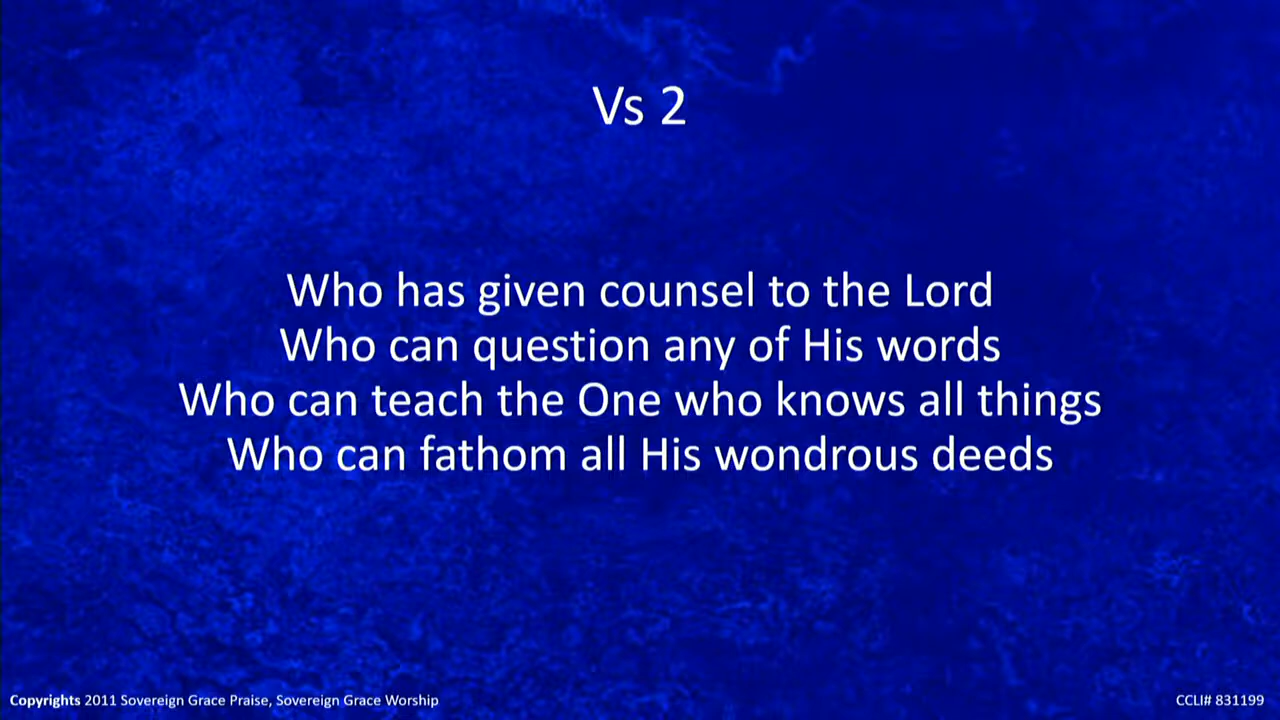 Vs 2
Who has given counsel to the Lord
Who can question any of His words
Who can teach the One who knows all things
Who can fathom all His wondrous deeds
Copyrights 2011 Sovereign Grace Praise, Sovereign Grace Worship
CCLI# 831199